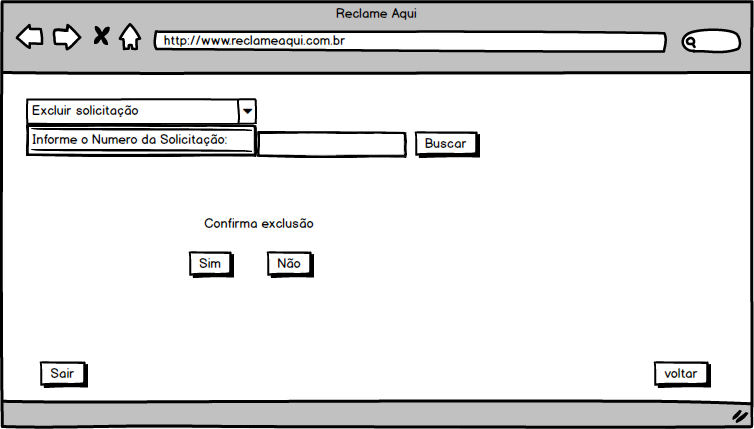 Reclame Aqui
http://www.reclameaqui.com.br
Excluir solicitação
Informe o Numero da Solicitação:
Buscar
Confirma exclusão
Sim
Não
Sair
voltar